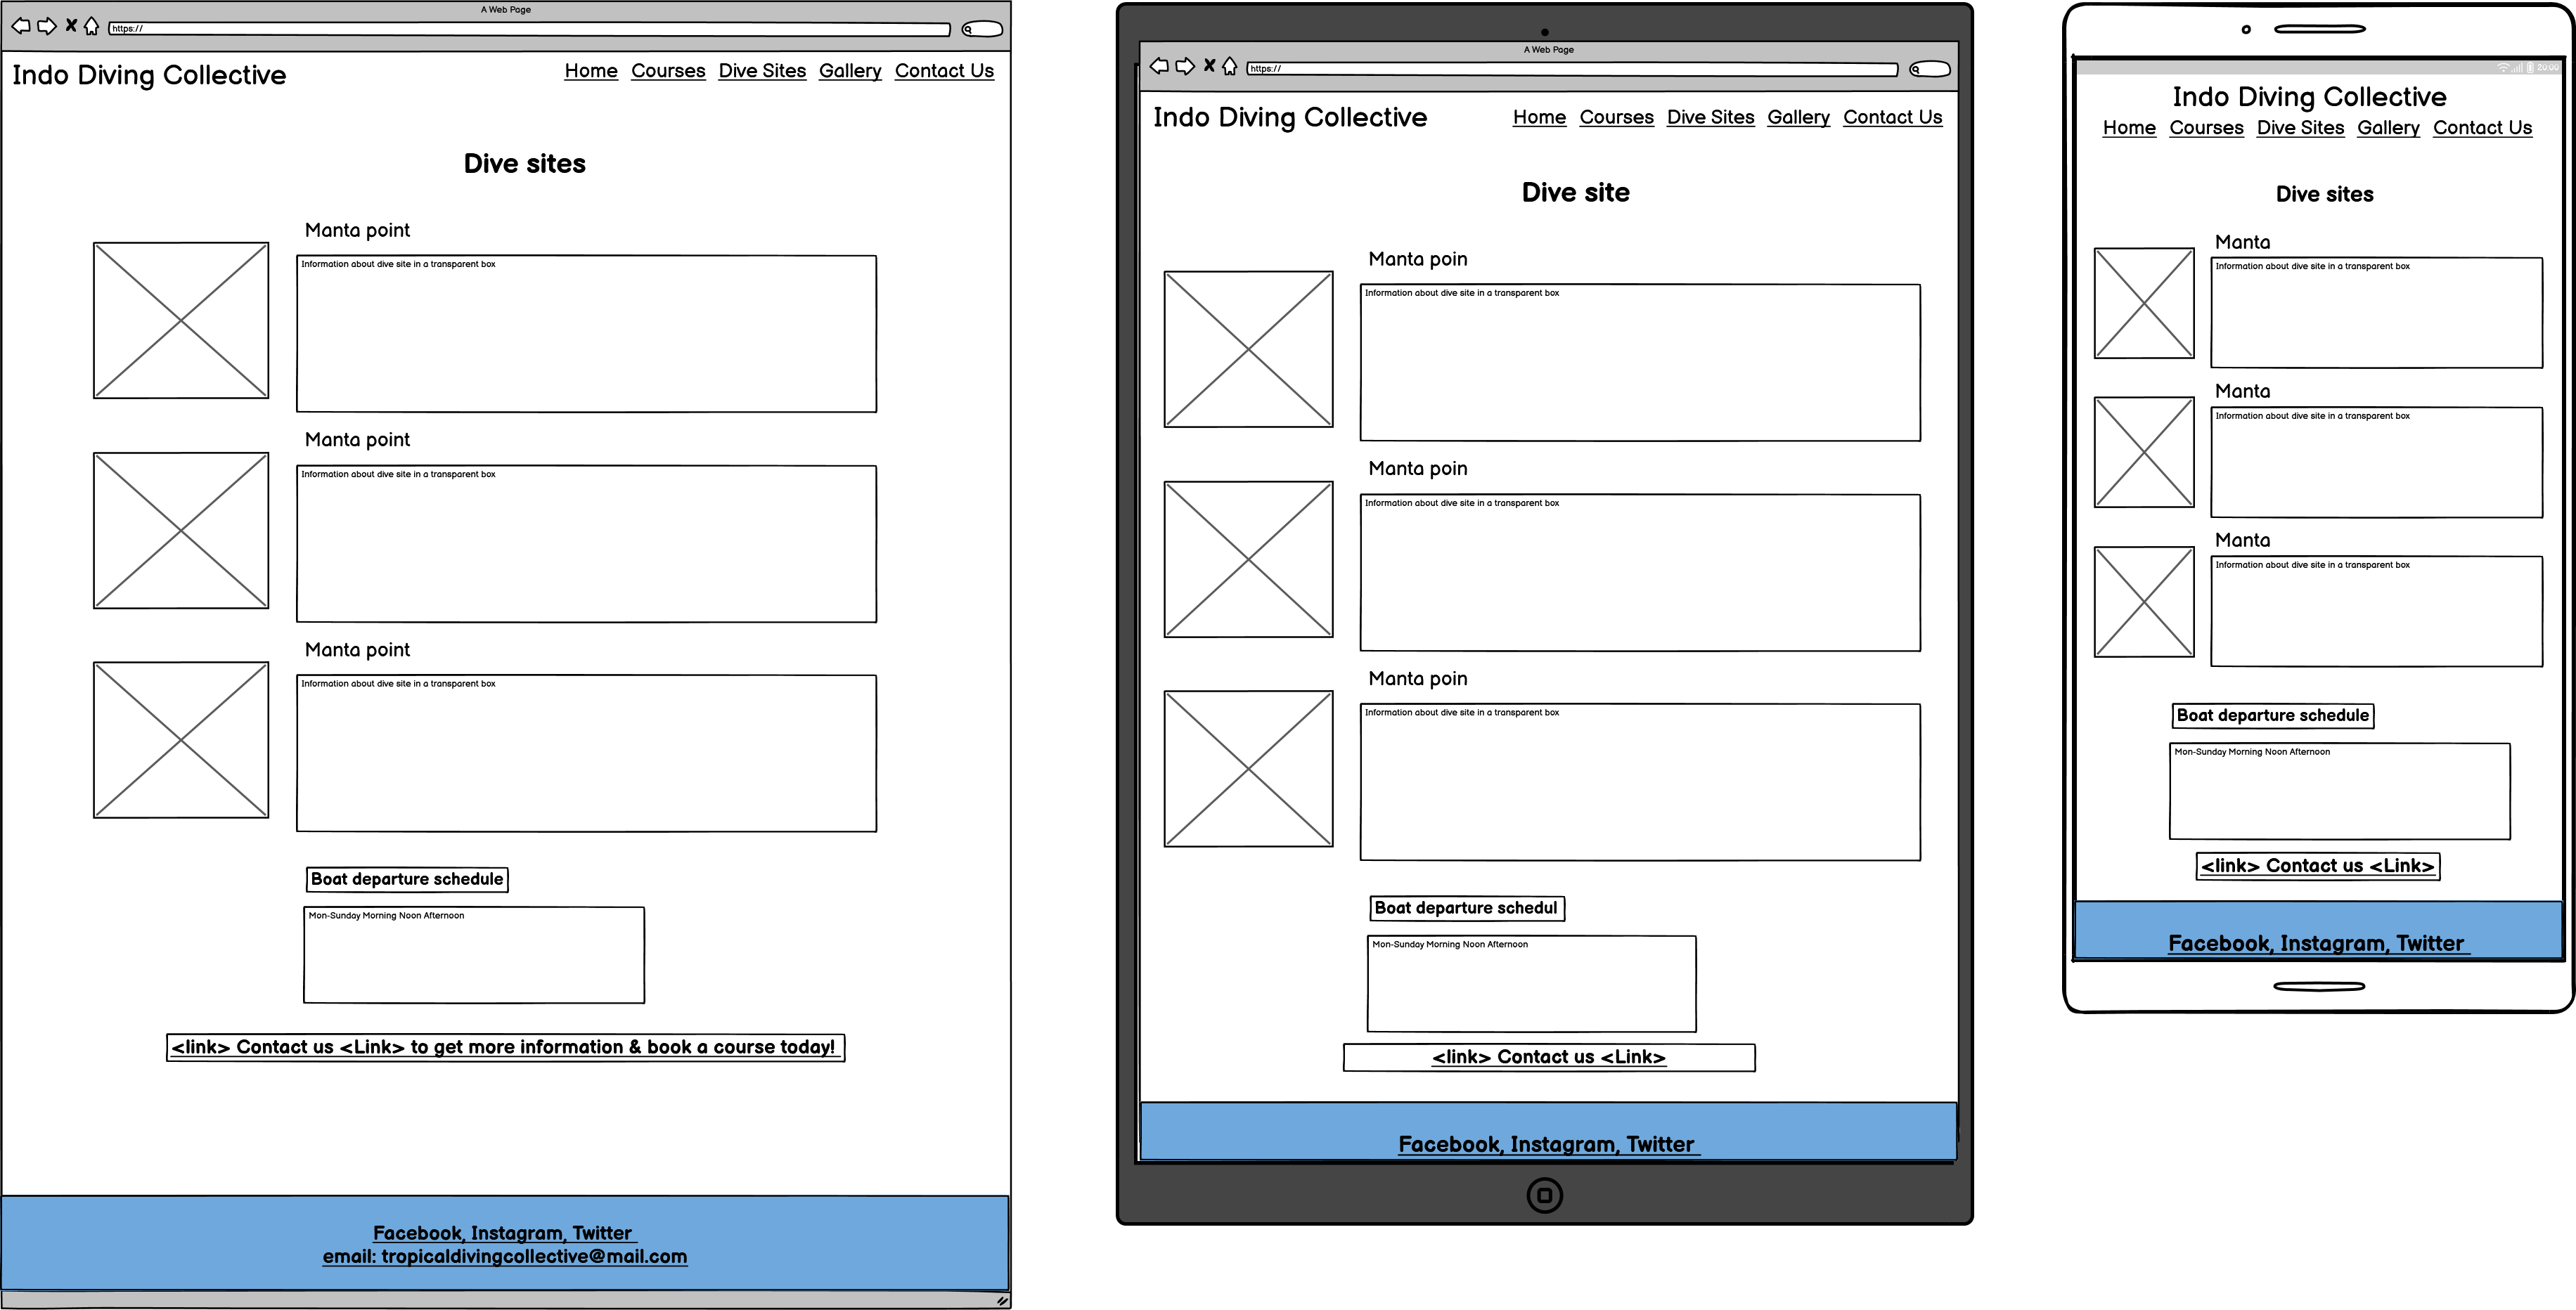 A Web Page
https://
Indo Diving Collective
Home Courses Dive Sites Gallery Contact Us
Dive sites
Manta point
Information about dive site in a transparent box
Manta point
Information about dive site in a transparent box
Manta point
Information about dive site in a transparent box
Boat departure schedule
Mon-Sunday Morning Noon Afternoon
<link> Contact us <Link> to get more information & book a course today!
Facebook, Instagram, Twitter
email: tropicaldivingcollective@mail.com
A Web Page
https://
Indo Diving Collective
Home Courses Dive Sites Gallery Contact Us
Dive site
Manta poin
Information about dive site in a transparent box
Manta poin
Information about dive site in a transparent box
Manta poin
Information about dive site in a transparent box
Boat departure schedul
Mon-Sunday Morning Noon Afternoon
<link> Contact us <Link>
Facebook, Instagram, Twitter
20:00
Indo Diving Collective
Home Courses Dive Sites Gallery Contact Us
Dive sites
Manta
Information about dive site in a transparent box
Manta
Information about dive site in a transparent box
Manta
Information about dive site in a transparent box
Boat departure schedule
Mon-Sunday Morning Noon Afternoon
<link> Contact us <Link>
Facebook, Instagram, Twitter